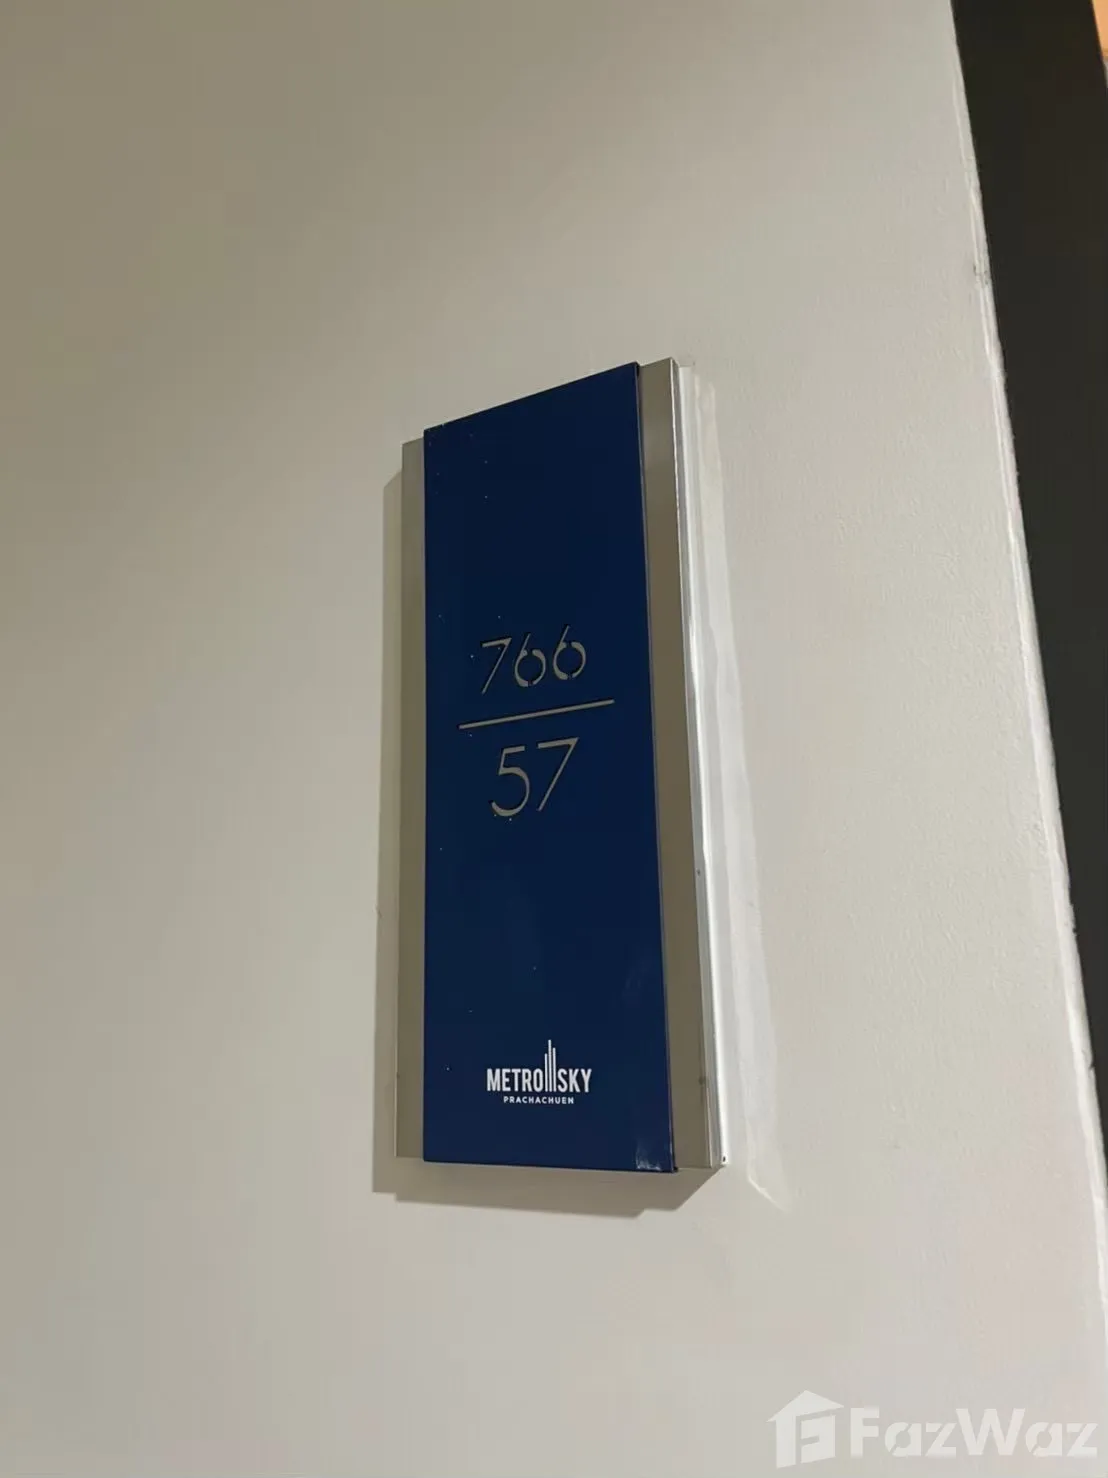 766
57
METRO SKY
PRACHACHUEN
FazWaz